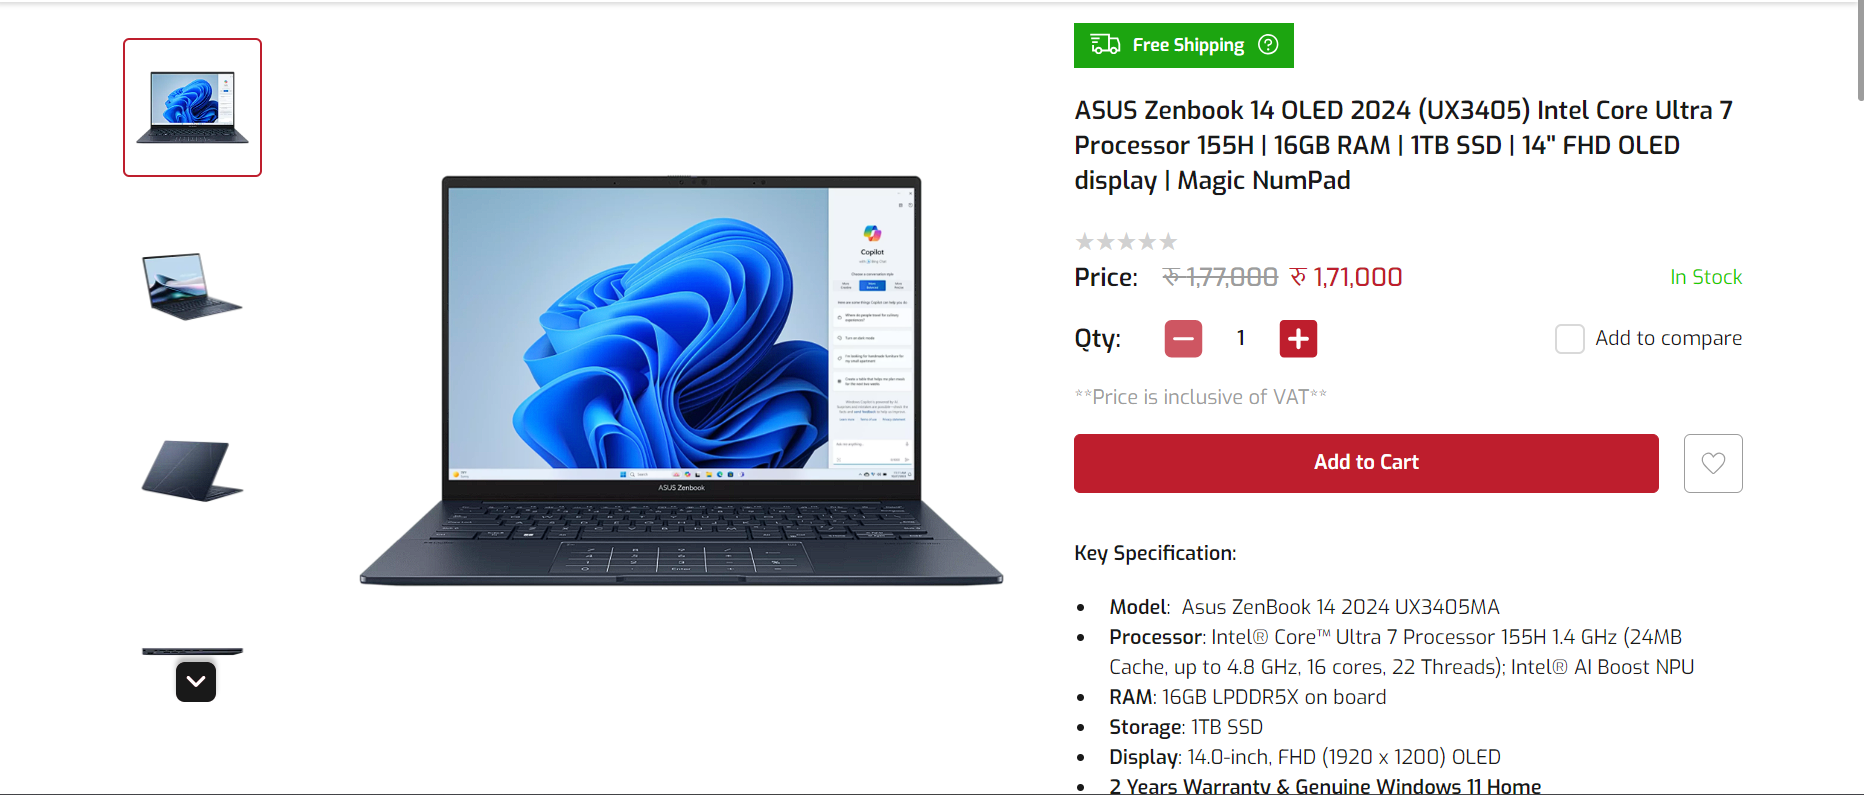 Free Shipping
ASUS Zenbook 14 OLED 2024 (UX3405) Intel Core Ultra 7
Processor 155H | 16GB RAM | 1TB SSD | 14" FHD OLED
display | Magic NumPad
Price: रु 1,77,000 रु 1,71,000
In Stock
Qty: 1
Add to compare
**Price is inclusive of VAT**
Add to Cart
Key Specification:
Model: Asus ZenBook 14 2024 UX3405MA
Processor: Intel® Core™ Ultra 7 Processor 155H 1.4 GHz (24MB
Cache, up to 4.8 GHz, 16 cores, 22 Threads); Intel® AI Boost NPU
RAM: 16GB LPDDR5X on board
Storage: 1TB SSD
Display: 14.0-inch, FHD (1920 x 1200) OLED
2 Years Warranty & Genuine Windows 11 Home
Copilot
ASUS Zenbook